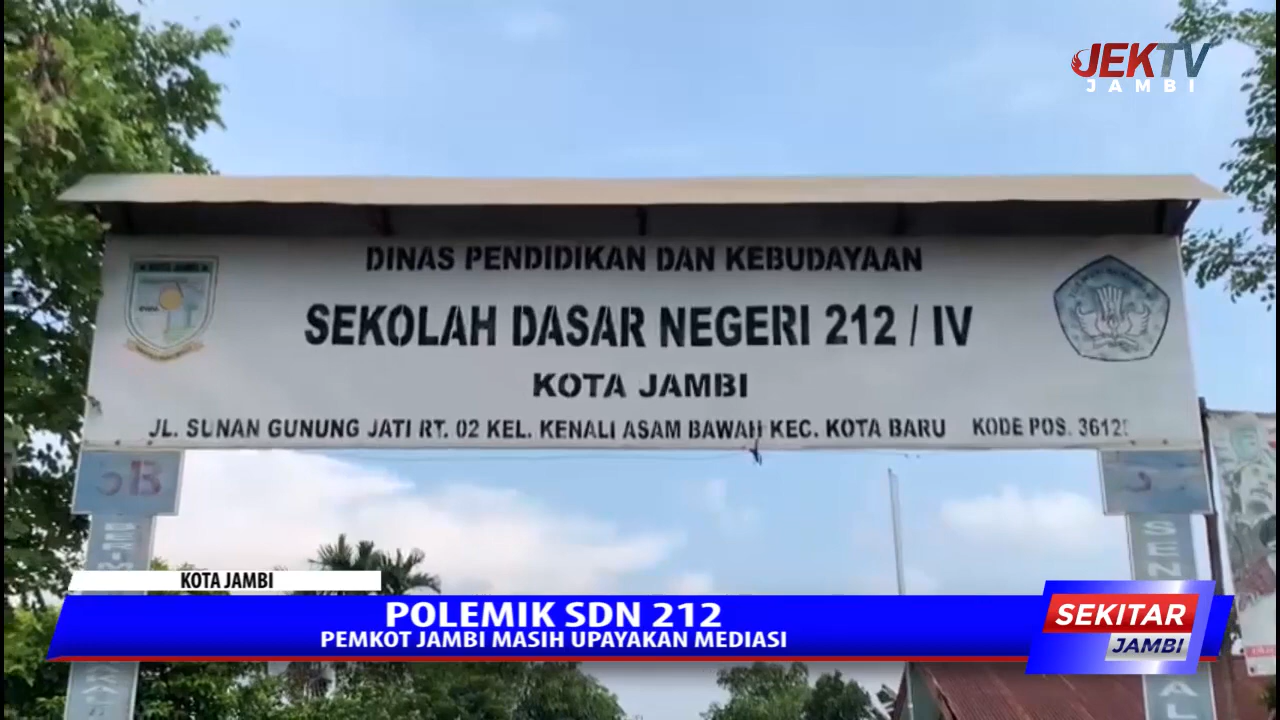 JEKTV
JAMBI
DINAS PENDIDIKAN DAN KEBUDAYAAN
SEKOLAH DASAR NEGERI 212 / IV
KOTA JAMBI
JL. SUNAN GUNUNG JATI RT. 02 KEL. KENALI ASAM BAWAH KEC. KOTA BARU KODE POS. 36125
KOTA JAMBI
POLEMIK SDN 212
PEMKOT JAMBI MASIH UPAYAKAN MEDIASI
SEKITAR
JAMBI